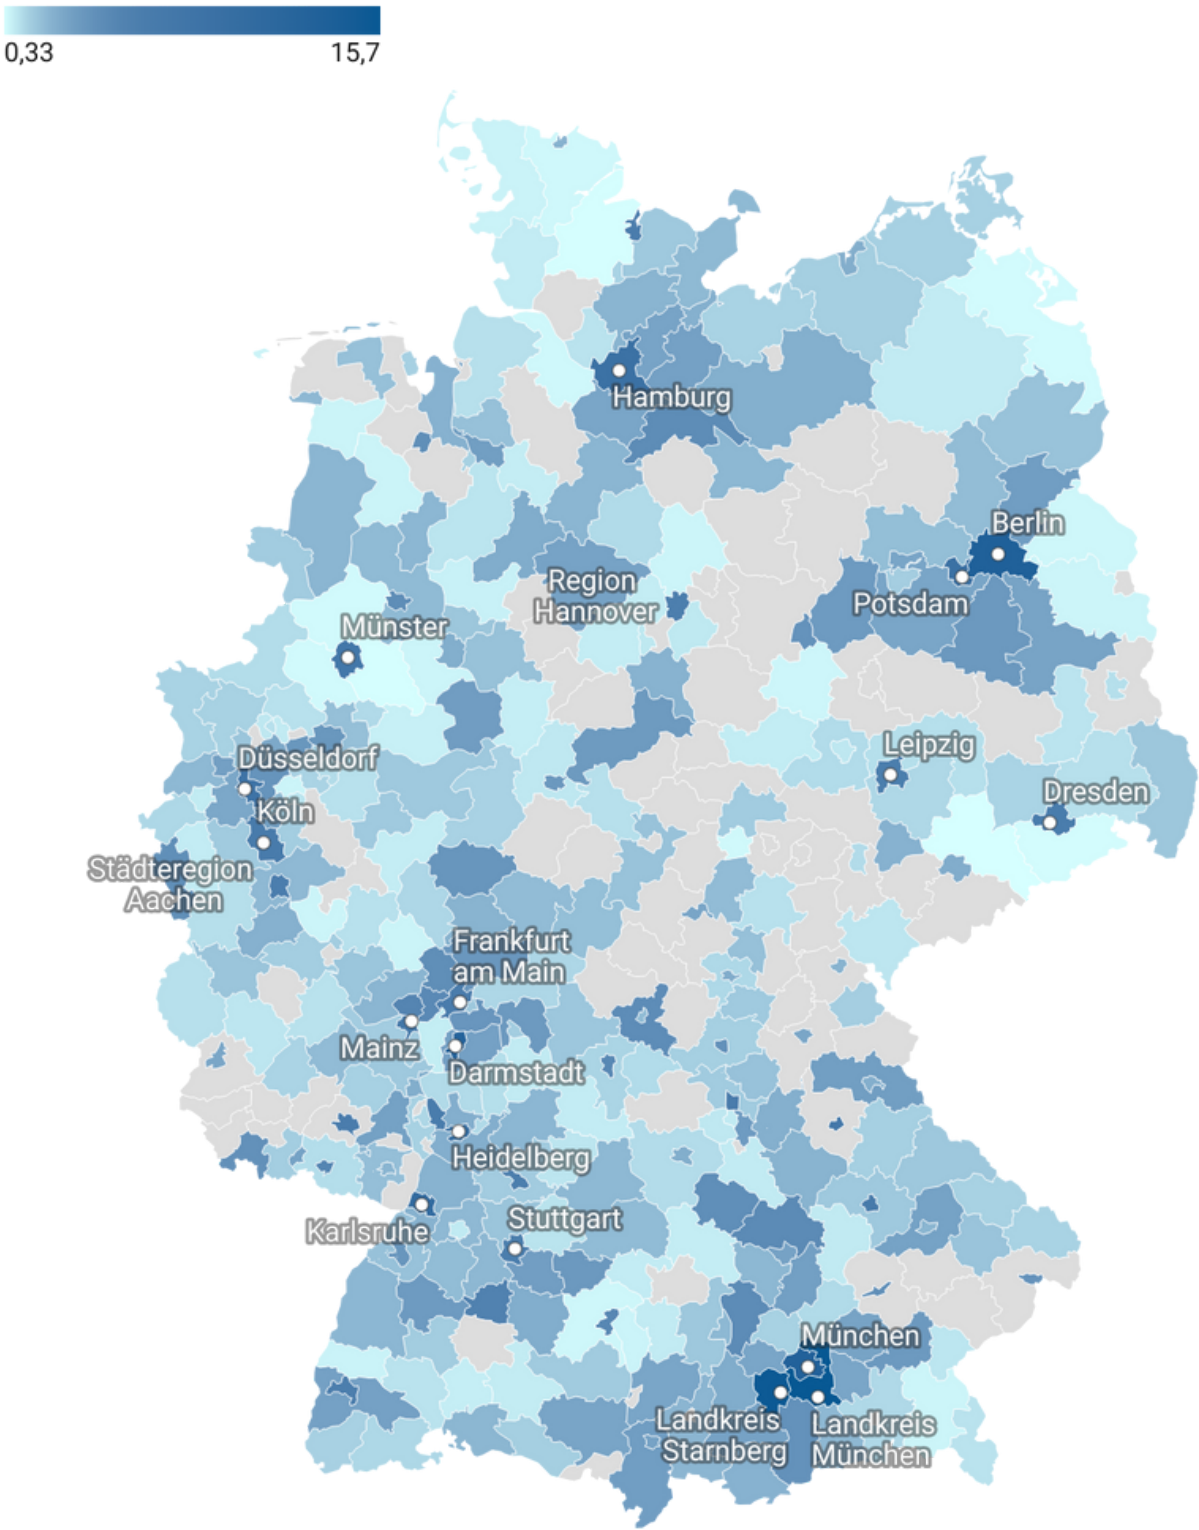 0,33
15,7
Hamburg
Berlin
Region
Hannover
Potsdam
Münster
Leipzig
Düsseldorf
Dresden
Köln
Städteregion
Aachen
Frankfurt
am Main
Mainz
Darmstadt
Heidelberg
Karlsruhe
Stuttgart
München
Landkreis
Starnberg
Landkreis
München